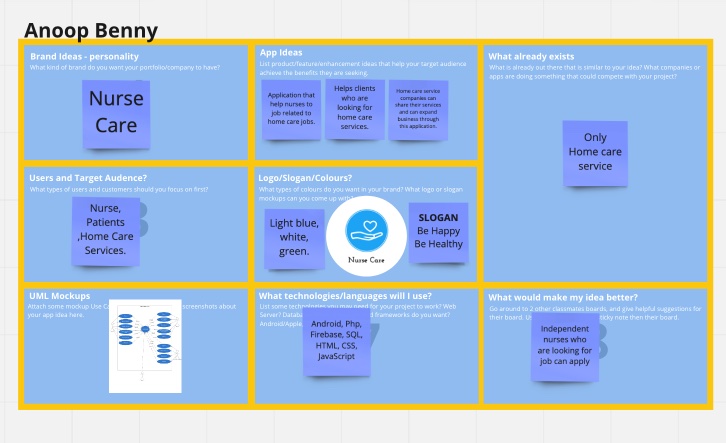 Anoop Benny
Brand Ideas - personality
What kind of brand do you want your portfolio/company to have?
Nurse
Care
App Ideas
List product/feature/enhancement ideas that help your target audience
achieve the benefits they are seeking.
Application that
help nurses to
job related to
home care jobs.
Helps clients
who are
looking for
home care
services.
Home care service
companies can
share their services
and can expand
business through
this application.
What already exists
What is already out there that is similar to your idea? What companies or
apps are doing something that could compete with your project?
Only
Home care
service
Users and Target Audence?
What types of users and customers should you focus on first?
Nurse,
Patients
,Home Care
Services.
Logo/Slogan/Colours?
What types of colours do you want in your brand? What logo or slogan
mockups can you come up with
Light blue,
white,
green.
Nurse Care
SLOGAN
Be Happy
Be Healthy
UML Mockups
Attach some mockup Use Ca screenshots about
your app idea here.
What technologies/languages will I use?
List some technologies you may need for your project to work? Web
Server? Databa d frameworks do you want?
Android/Apple
Android, Php,
Firebase, SQL,
HTML, CSS,
JavaScript
What would make my idea better?
Go around to 2 other classmates boards, and give helpful suggestions for
their board. Us icky note then their board.
Independent
nurses who
are looking for
job can apply